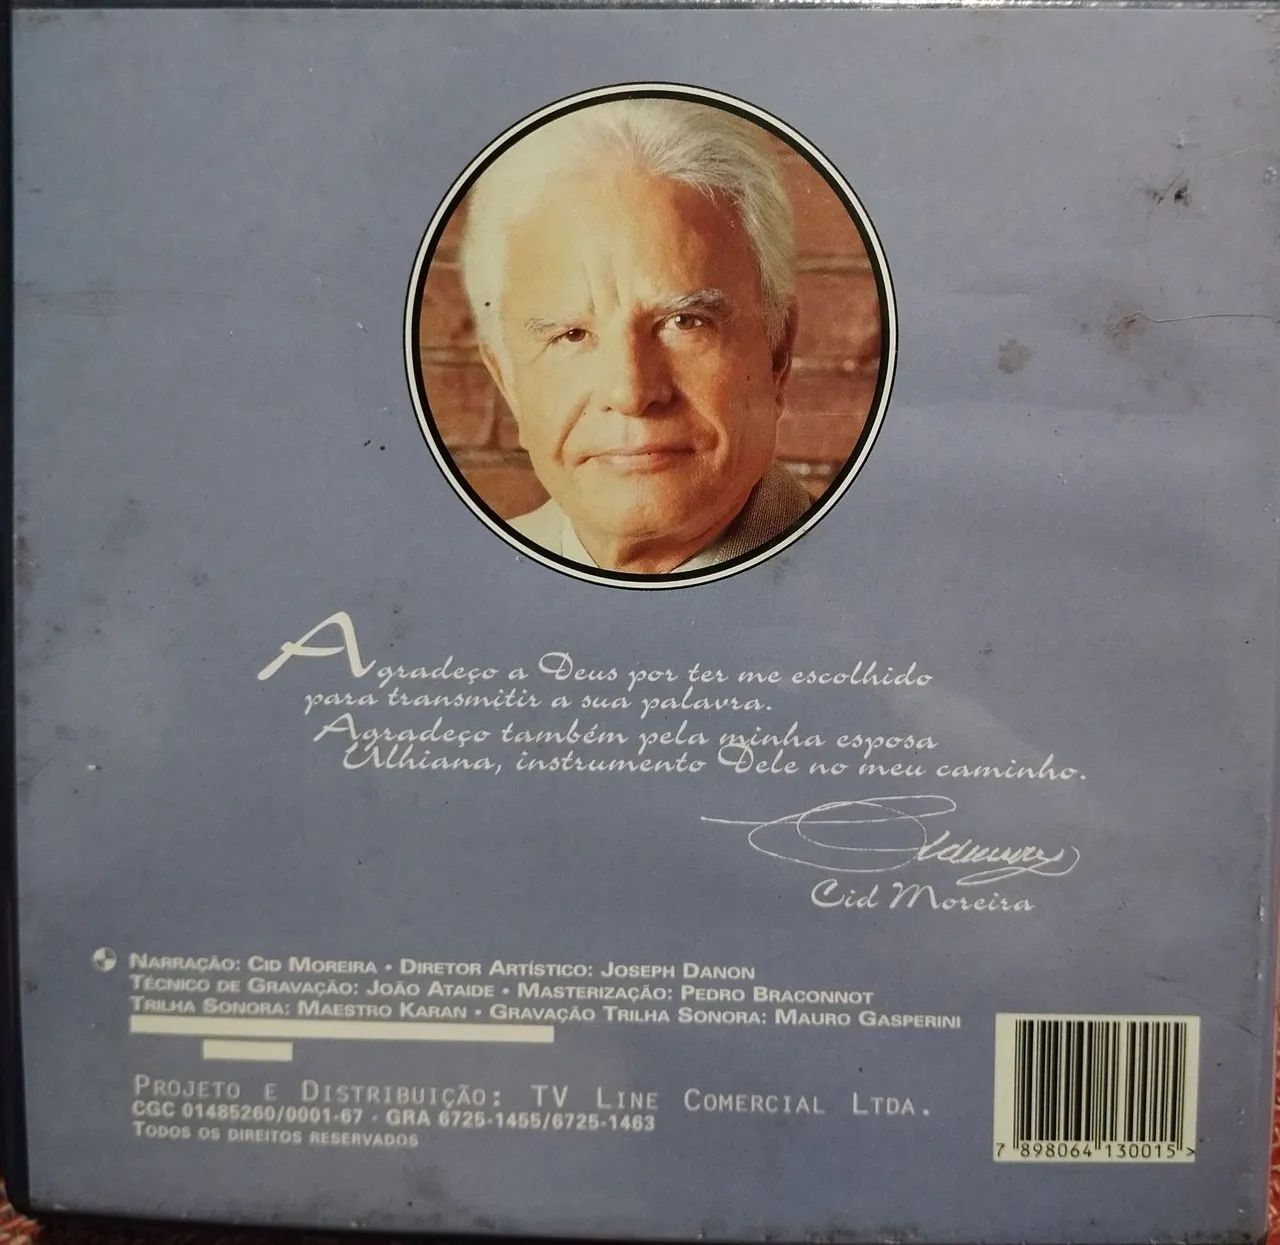 Agradeço a Deus por ter me escolhido
para transmitir a sua palavra.
Agradeço também pela minha esposa
Ulhiana, instrumento Dele no meu caminho.
Cid Moreira
NARRAÇÃO: CID MOREIRA • DIRETOR ARTÍSTICO: JOSEPH DANON
TÉCNICO DE GRAVAÇÃO: JOÃO ATAIDE • MASTERIZAÇÃO: PEDRO BRACONNOT
TRILHA SONORA: MAESTRO KARAN • GRAVAÇÃO TRILHA SONORA: MAURO GASPERINI
PROJETO E DISTRIBUIÇÃO: TV LINE COMERCIAL LTDA.
CGC 01485260/0001-67 · GRA 6725-1455/6725-1463
TODOS OS DIREITOS RESERVADOS
7 898064 130015 >